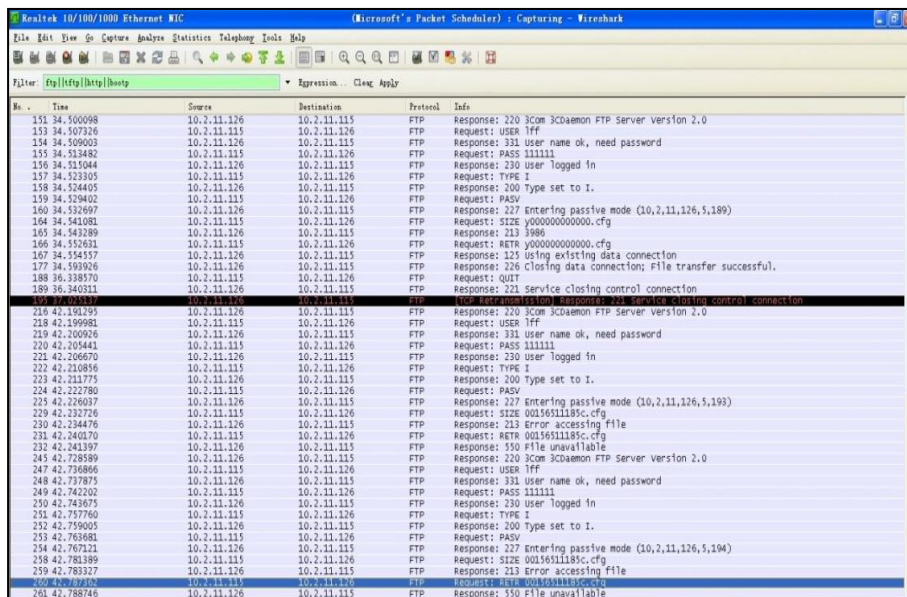 Realtek 10/100/1000 Ethernet NIC (Microsoft's Packet Scheduler) : Capturing - Wireshark
File Edit View Go Capture Analyze Statistics Telephony Tools Help
Filter: ftp||tftp||http||bootp Expression... Clear Apply
No. . Time Source Destination Protocol Info
151 34.500098 10.2.11.126 10.2.11.115 FTP Response: 220 3Com 3CDaemon FTP Server Version 2.0
153 34.507326 10.2.11.115 10.2.11.126 FTP Request: USER lff
154 34.509003 10.2.11.126 10.2.11.115 FTP Response: 331 User name ok, need password
155 34.513482 10.2.11.115 10.2.11.126 FTP Request: PASS 111111
156 34.515044 10.2.11.126 10.2.11.115 FTP Response: 230 User logged in
157 34.523305 10.2.11.115 10.2.11.126 FTP Request: TYPE I
158 34.524405 10.2.11.126 10.2.11.115 FTP Response: 200 Type set to I.
159 34.529402 10.2.11.115 10.2.11.126 FTP Request: PASV
160 34.532697 10.2.11.126 10.2.11.115 FTP Response: 227 Entering passive mode (10,2,11,126,5,189)
164 34.541081 10.2.11.115 10.2.11.126 FTP Request: SIZE y000000000000.cfg
165 34.543289 10.2.11.126 10.2.11.115 FTP Response: 213 3986
166 34.552631 10.2.11.115 10.2.11.126 FTP Request: RETR y000000000000.cfg
167 34.554557 10.2.11.126 10.2.11.115 FTP Response: 125 Using existing data connection
177 34.593926 10.2.11.126 10.2.11.115 FTP Response: 226 Closing data connection; File transfer successful.
188 36.338570 10.2.11.115 10.2.11.126 FTP Request: QUIT
189 36.340311 10.2.11.126 10.2.11.115 FTP Response: 221 Service closing control connection
195 37.025137 10.2.11.126 10.2.11.115 FTP [TCP Retransmission] Response: 221 Service closing control connection
216 42.191295 10.2.11.126 10.2.11.115 FTP Response: 220 3Com 3CDaemon FTP Server Version 2.0
218 42.199981 10.2.11.115 10.2.11.126 FTP Request: USER lff
219 42.200926 10.2.11.126 10.2.11.115 FTP Response: 331 User name ok, need password
220 42.205441 10.2.11.115 10.2.11.126 FTP Request: PASS 111111
221 42.206670 10.2.11.126 10.2.11.115 FTP Response: 230 User logged in
222 42.210856 10.2.11.115 10.2.11.126 FTP Request: TYPE I
223 42.211775 10.2.11.126 10.2.11.115 FTP Response: 200 Type set to I.
224 42.222780 10.2.11.115 10.2.11.126 FTP Request: PASV
225 42.226037 10.2.11.126 10.2.11.115 FTP Response: 227 Entering passive mode (10,2,11,126,5,193)
229 42.232726 10.2.11.115 10.2.11.126 FTP Request: SIZE 00156511185c.cfg
230 42.234476 10.2.11.126 10.2.11.115 FTP Response: 213 Error accessing file
231 42.240170 10.2.11.115 10.2.11.126 FTP Request: RETR 00156511185c.cfg
232 42.241397 10.2.11.126 10.2.11.115 FTP Response: 550 File unavailable
245 42.728589 10.2.11.126 10.2.11.115 FTP Response: 220 3Com 3CDaemon FTP Server Version 2.0
247 42.736866 10.2.11.115 10.2.11.126 FTP Request: USER lff
248 42.737875 10.2.11.126 10.2.11.115 FTP Response: 331 User name ok, need password
249 42.742202 10.2.11.115 10.2.11.126 FTP Request: PASS 111111
250 42.743675 10.2.11.126 10.2.11.115 FTP Response: 230 User logged in
251 42.757760 10.2.11.115 10.2.11.126 FTP Request: TYPE I
252 42.759005 10.2.11.126 10.2.11.115 FTP Response: 200 Type set to I.
253 42.763681 10.2.11.115 10.2.11.126 FTP Request: PASV
254 42.767121 10.2.11.126 10.2.11.115 FTP Response: 227 Entering passive mode (10,2,11,126,5,194)
258 42.781389 10.2.11.115 10.2.11.126 FTP Request: SIZE 00156511185c.cfg
259 42.783327 10.2.11.126 10.2.11.115 FTP Response: 213 Error accessing file
260 42.787362 10.2.11.115 10.2.11.126 FTP Request: RETR 00156511185c.cfg
261 42.788746 10.2.11.126 10.2.11.115 FTP Response: 550 File unavailable